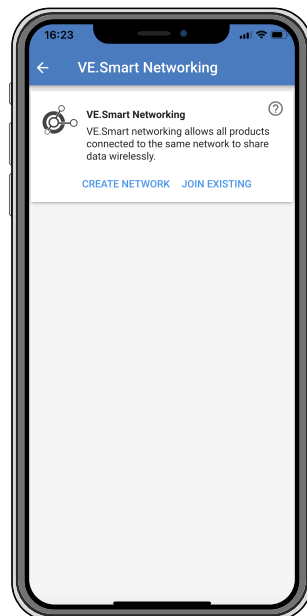 16:23
VE.Smart Networking
VE.Smart Networking
VE.Smart networking allows all products
connected to the same network to share
data wirelessly.
CREATE NETWORK JOIN EXISTING